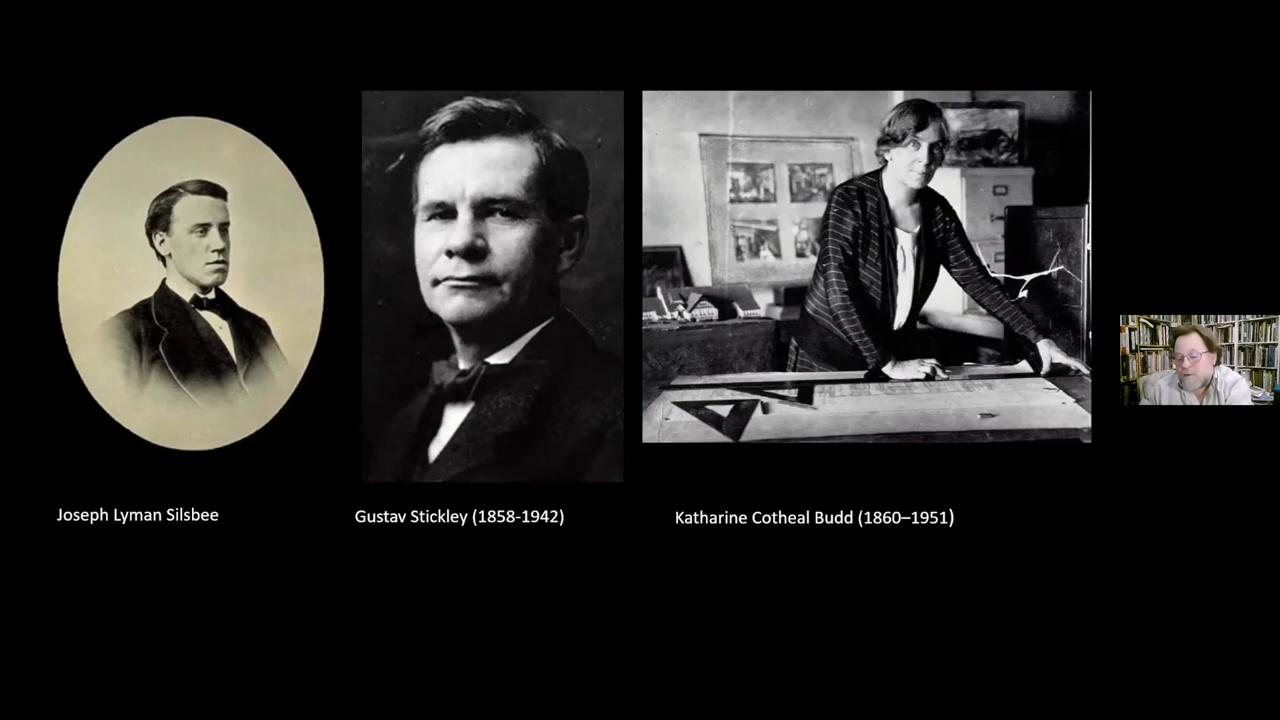 Joseph Lyman Silsbee
Gustav Stickley (1858-1942)
Katharine Cotheal Budd (1860–1951)